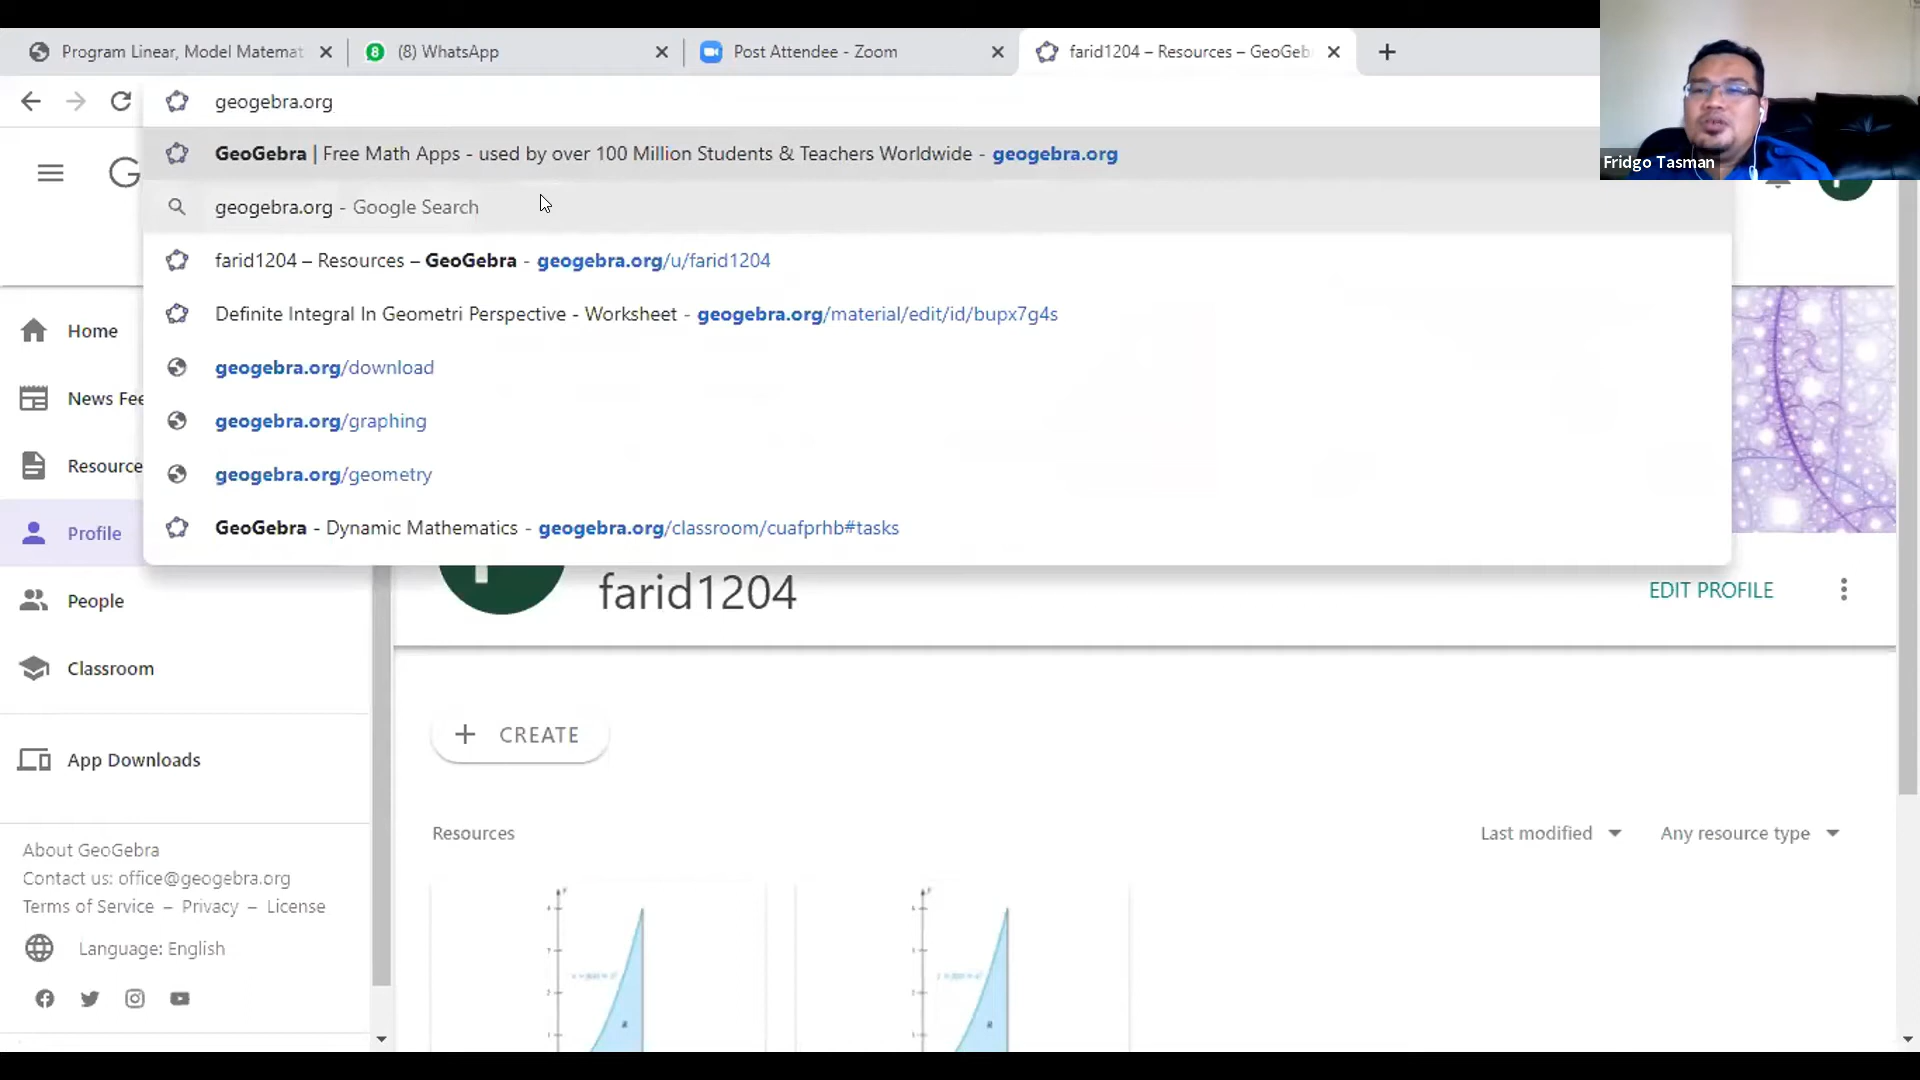 Program Linear, Model Matemat
(8) WhatsApp
Post Attendee - Zoom
farid1204 – Resources – GeoGeb
geogebra.org
GeoGebra | Free Math Apps - used by over 100 Million Students & Teachers Worldwide - geogebra.org
geogebra.org - Google Search
farid1204 – Resources – GeoGebra - geogebra.org/u/farid1204
Definite Integral In Geometri Perspective - Worksheet - geogebra.org/material/edit/id/bupx7g4s
geogebra.org/download
geogebra.org/graphing
geogebra.org/geometry
GeoGebra - Dynamic Mathematics - geogebra.org/classroom/cuafprhb#tasks
Fridgo Tasman
G
Home
News Fee
Resource
Profile
People
Classroom
App Downloads
About GeoGebra
Contact us: office@geogebra.org
Terms of Service – Privacy – License
Language: English
farid1204
EDIT PROFILE
+ CREATE
Resources
Last modified
Any resource type